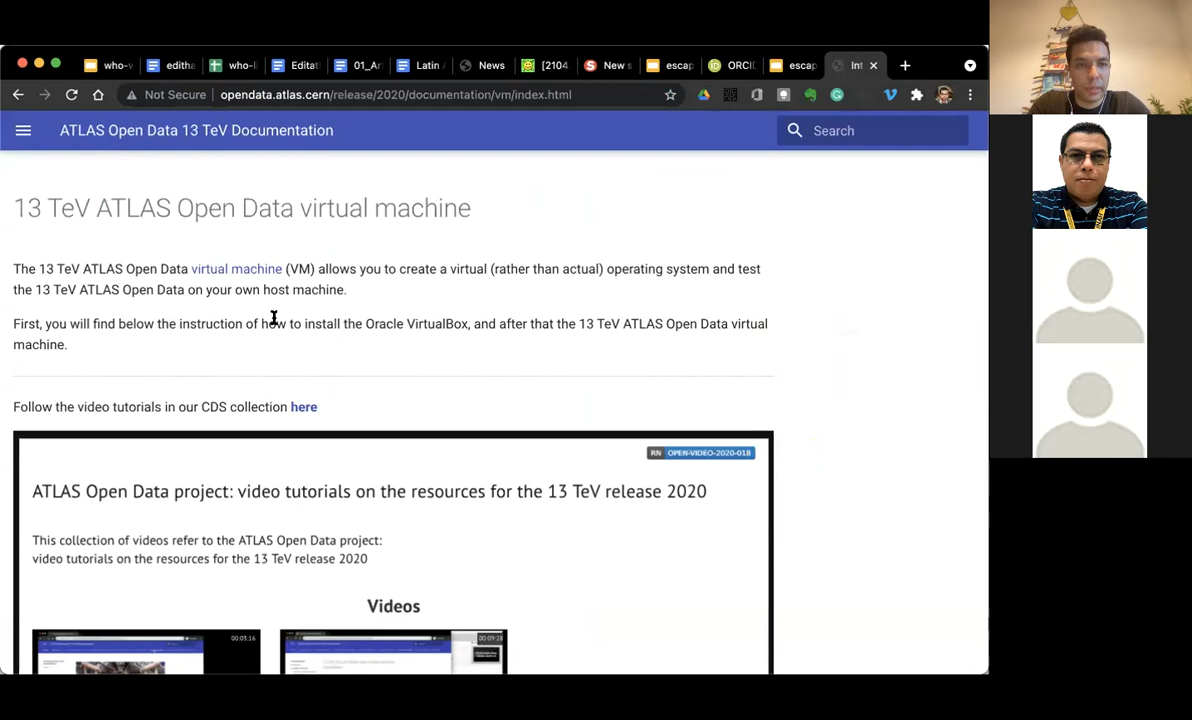 who-
editha
who-l
Editat
01_Ar
Latin
News
[2104
New s
escap
ORCI
escap
Int
Not Secure
opendata.atlas.cern/release/2020/documentation/vm/index.html
ATLAS Open Data 13 TeV Documentation
Search
13 TeV ATLAS Open Data virtual machine
The 13 TeV ATLAS Open Data virtual machine (VM) allows you to create a virtual (rather than actual) operating system and test
the 13 TeV ATLAS Open Data on your own host machine.
First, you will find below the instruction of how to install the Oracle VirtualBox, and after that the 13 TeV ATLAS Open Data virtual
machine.
Follow the video tutorials in our CDS collection here
RN OPEN-VIDEO-2020-018
ATLAS Open Data project: video tutorials on the resources for the 13 TeV release 2020
This collection of videos refer to the ATLAS Open Data project:
video tutorials on the resources for the 13 TeV release 2020
Videos
00:03:16
00:09:28